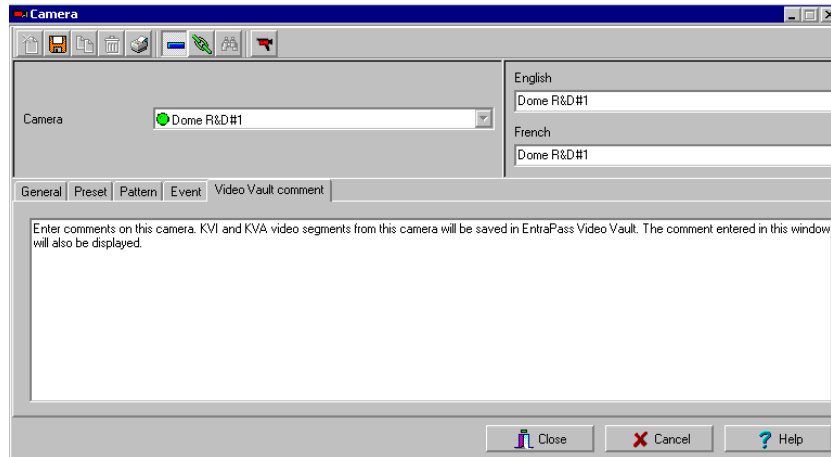 Camera
English
Dome R&D#1
Camera
Dome R&D#1
French
Dome R&D#1
General Preset Pattern Event Video Vault comment
Enter comments on this camera. KVI and KVA video segments from this camera will be saved in EntraPass Video Vault. The comment entered in this window
will also be displayed.
Close Cancel Help